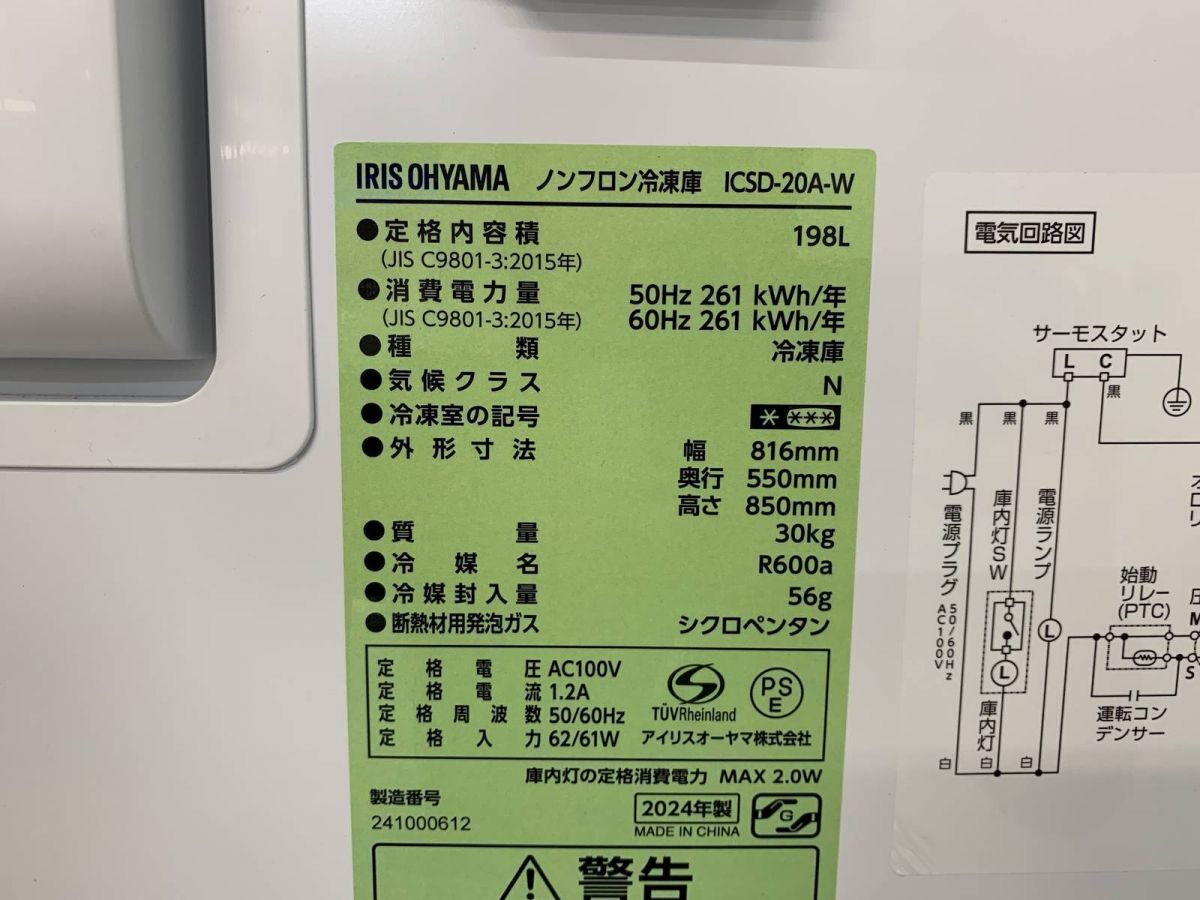 IRIS OHYAMA ノンフロン冷凍庫 ICSD-20A-W
●定格内容積 198L
(JIS C9801-3:2015年)
●消費電力量 50Hz 261 kWh/年
(JIS C9801-3:2015年) 60Hz 261 kWh/年
●種類 冷凍庫
●気候クラス N
●冷凍室の記号 * ***
●外形寸法 幅 816mm
奥行 550mm
高さ 850mm
●質量 30kg
●冷媒名 R600a
●冷媒封入量 56g
●断熱材用発泡ガス シクロペンタン
定格電圧 AC100V
定格電流 1.2A
定格周波数 50/60Hz
定格入力 62/61W
TÜVRheinland
PSE
アイリスオーヤマ株式会社
庫内灯の定格消費電力 MAX 2.0W
製造番号
241000612
2024年製
MADE IN CHINA
G
警告
電気回路図
サーモスタット
L C
黒
黒 黒 黒
電源プラグ
AC100V
50/60Hz
庫内灯SW
電源ランプ
L
L
庫内灯
始動
リレー
(PTC)
M
S
運転コン
デンサー
白 白 白